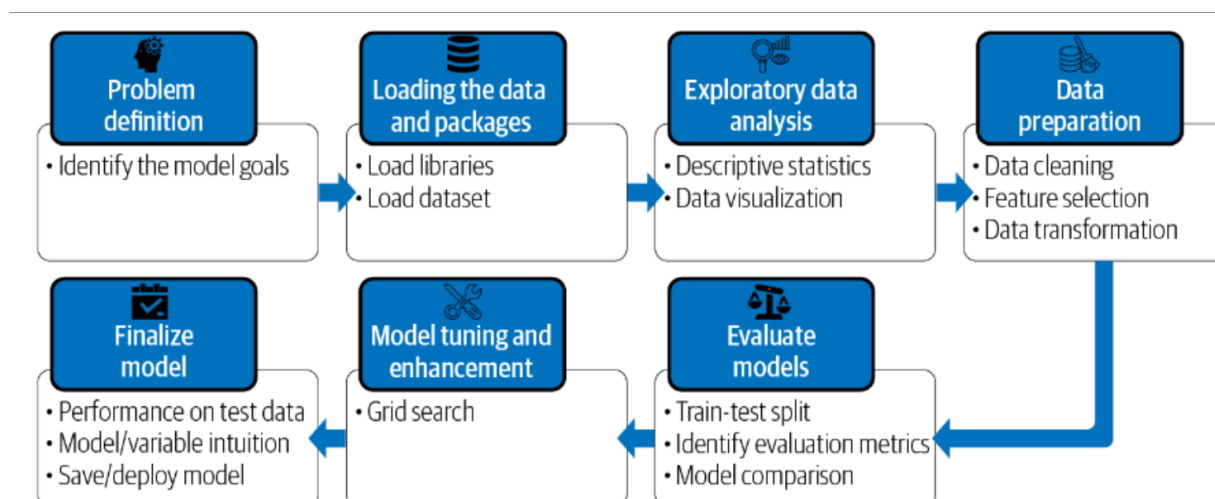 Problem
definition
• Identify the model goals
Loading the data
and packages
• Load libraries
• Load dataset
Exploratory data
analysis
• Descriptive statistics
• Data visualization
Data
preparation
• Data cleaning
• Feature selection
• Data transformation
Evaluate
models
• Train-test split
• Identify evaluation metrics
• Model comparison
Model tuning and
enhancement
• Grid search
Finalize
model
• Performance on test data
• Model/variable intuition
• Save/deploy model